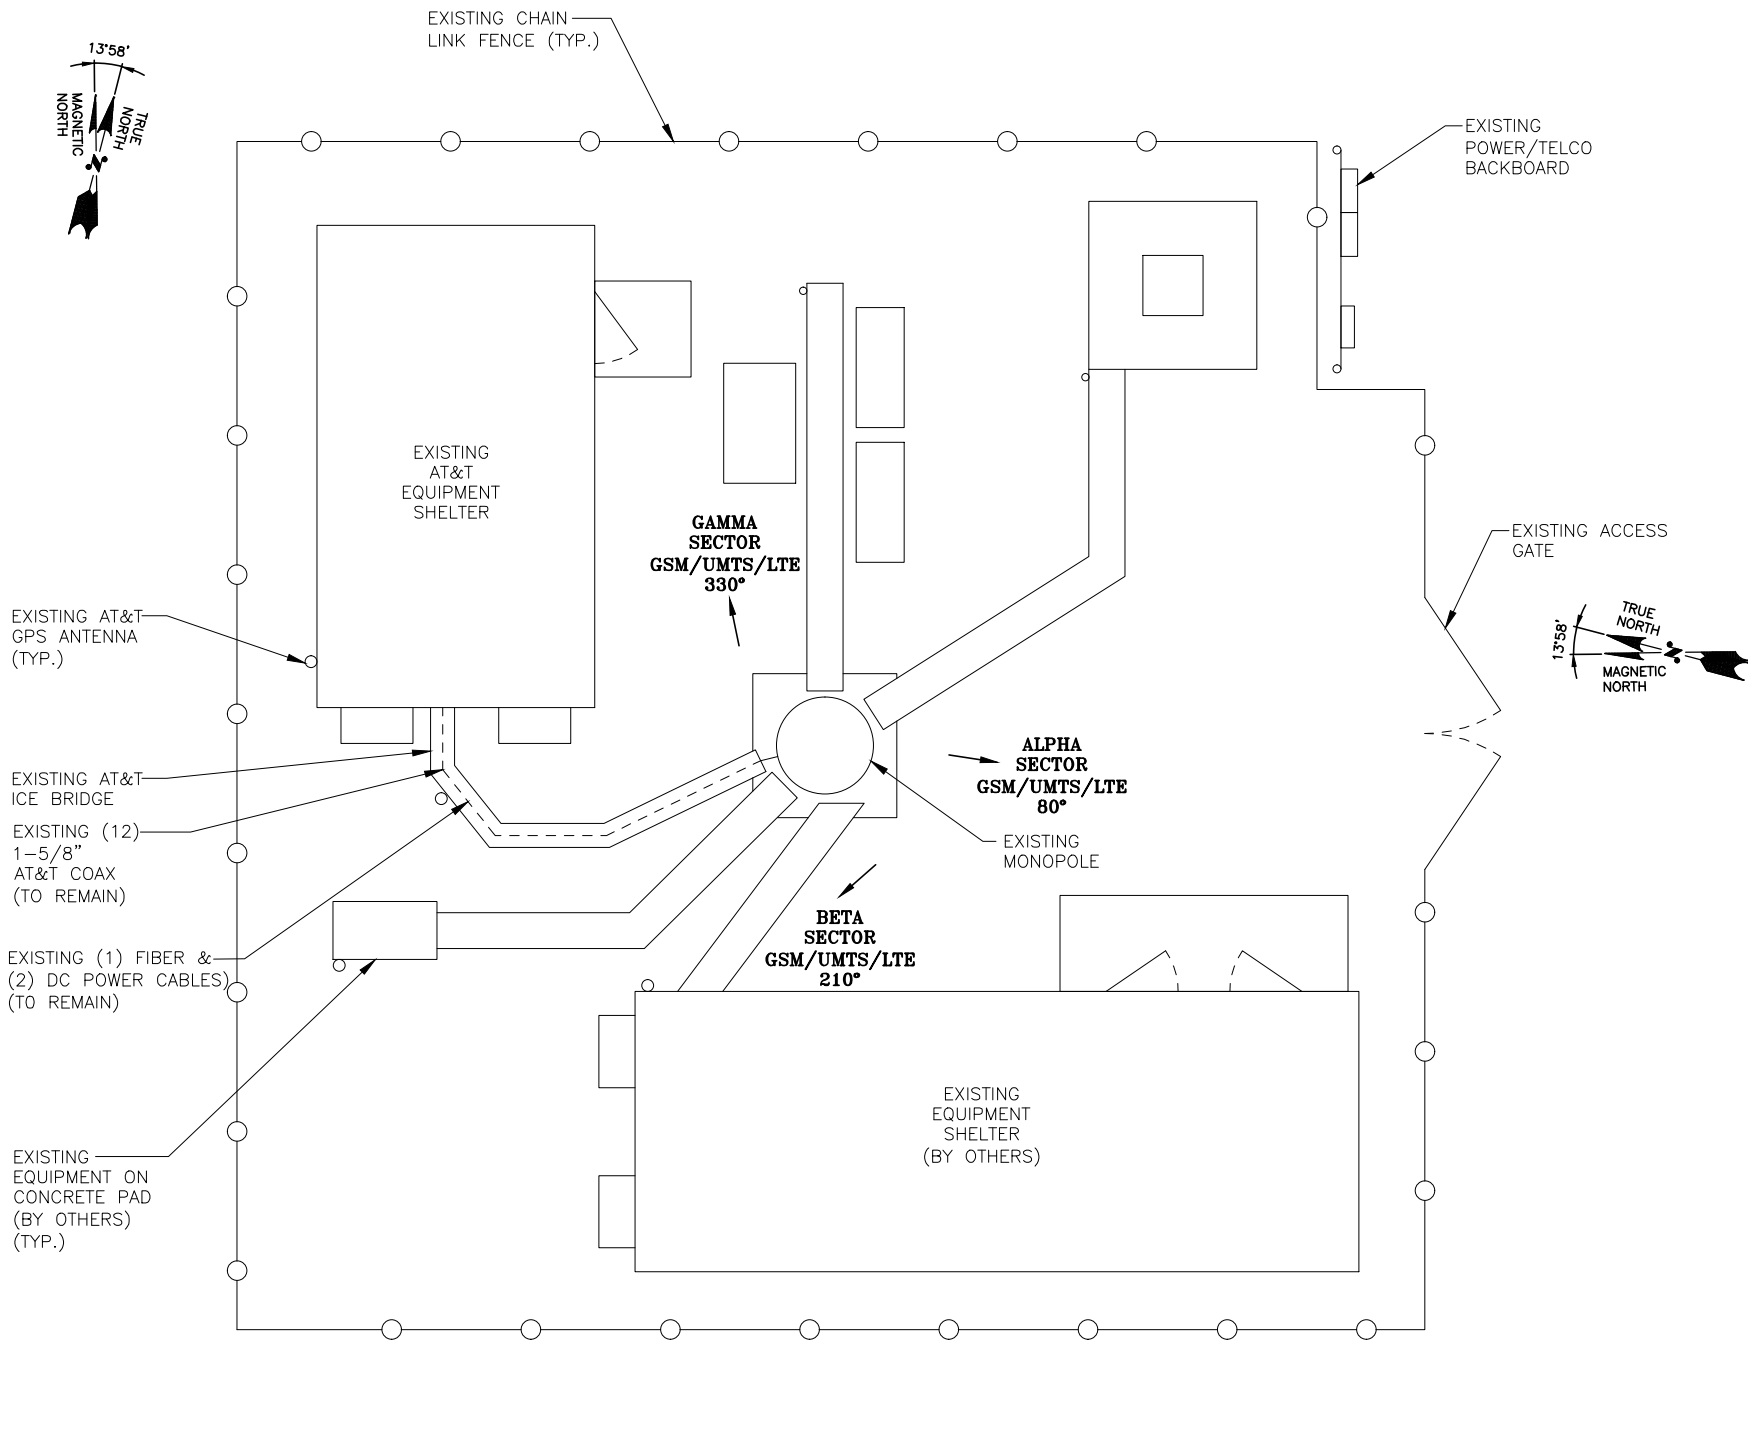 EXISTING CHAIN
LINK FENCE (TYP.)
13°58'
TRUE
NORTH
MAGNETIC
NORTH
EXISTING
POWER/TELCO
BACKBOARD
EXISTING
AT&T
EQUIPMENT
SHELTER
GAMMA
SECTOR
GSM/UMTS/LTE
330°
EXISTING ACCESS
GATE
EXISTING AT&T
GPS ANTENNA
(TYP.)
13°58'
TRUE
NORTH
MAGNETIC
NORTH
ALPHA
SECTOR
GSM/UMTS/LTE
80°
EXISTING AT&T
ICE BRIDGE
EXISTING (12)
1-5/8"
AT&T COAX
(TO REMAIN)
EXISTING
MONOPOLE
BETA
SECTOR
GSM/UMTS/LTE
210°
EXISTING (1) FIBER &
(2) DC POWER CABLES)
(TO REMAIN)
EXISTING
EQUIPMENT
SHELTER
(BY OTHERS)
EXISTING
EQUIPMENT ON
CONCRETE PAD
(BY OTHERS)
(TYP.)